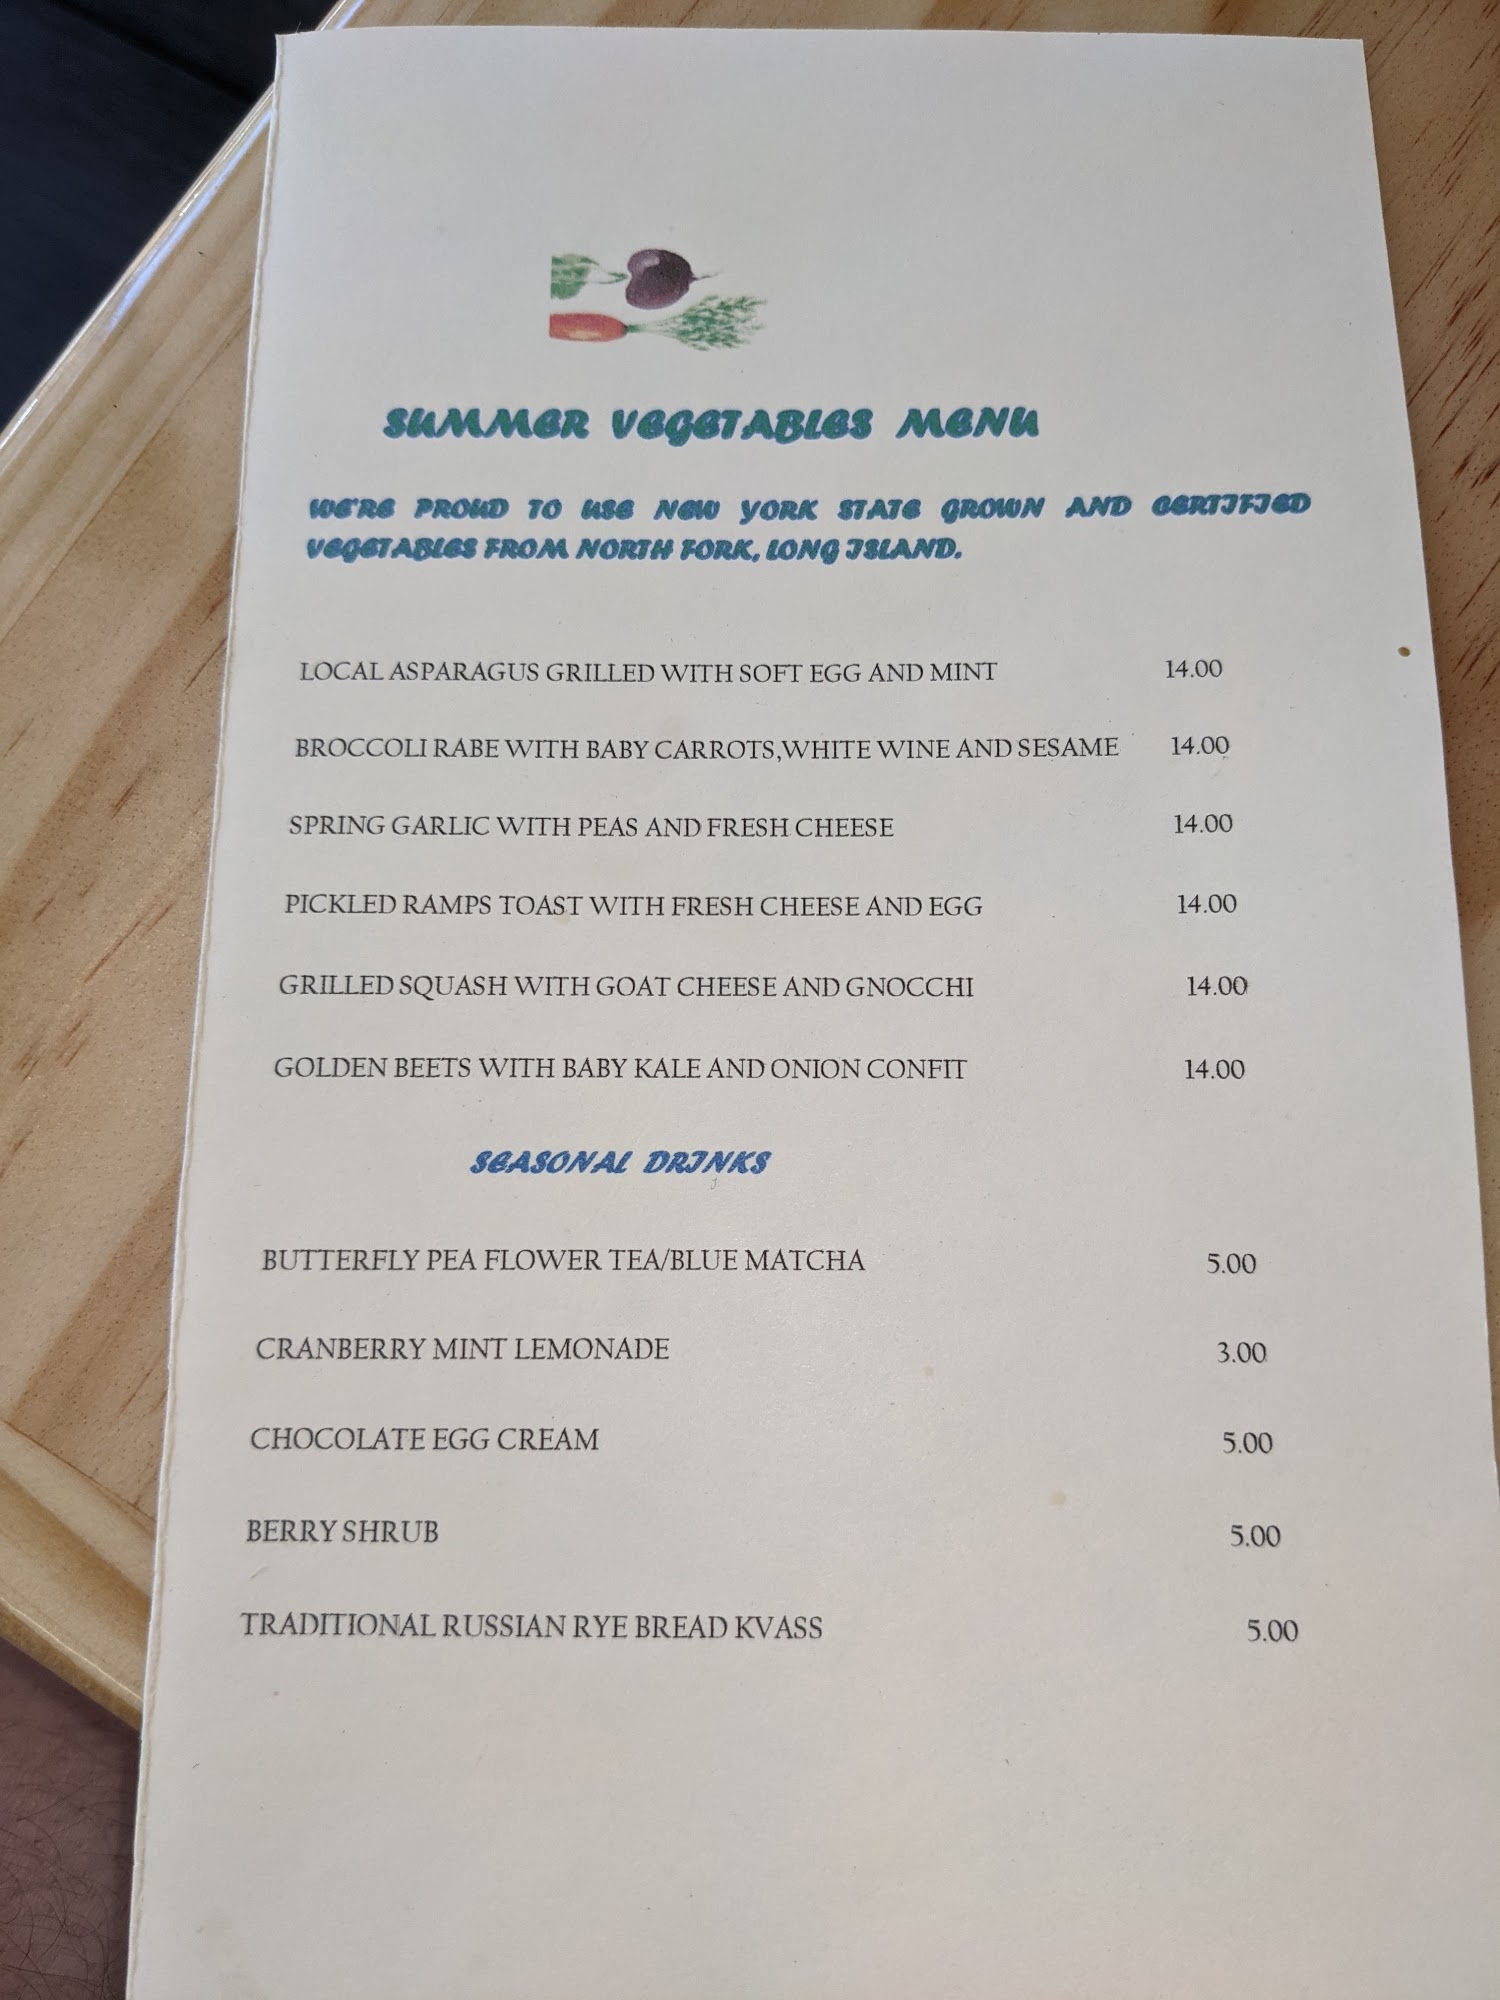 SUMMER VEGETABLES MENU
WE'RE PROUD TO USE NEW YORK STATE GROWN AND CERTIFIED
VEGETABLES FROM NORTH FORK, LONG ISLAND.
LOCAL ASPARAGUS GRILLED WITH SOFT EGG AND MINT 14.00
BROCCOLI RABE WITH BABY CARROTS,WHITE WINE AND SESAME 14.00
SPRING GARLIC WITH PEAS AND FRESH CHEESE 14.00
PICKLED RAMPS TOAST WITH FRESH CHEESE AND EGG 14.00
GRILLED SQUASH WITH GOAT CHEESE AND GNOCCHI 14.00
GOLDEN BEETS WITH BABY KALE AND ONION CONFIT 14.00
SEASONAL DRINKS
BUTTERFLY PEA FLOWER TEA/BLUE MATCHA 5.00
CRANBERRY MINT LEMONADE 3.00
CHOCOLATE EGG CREAM 5.00
BERRY SHRUB 5.00
TRADITIONAL RUSSIAN RYE BREAD KVASS 5.00